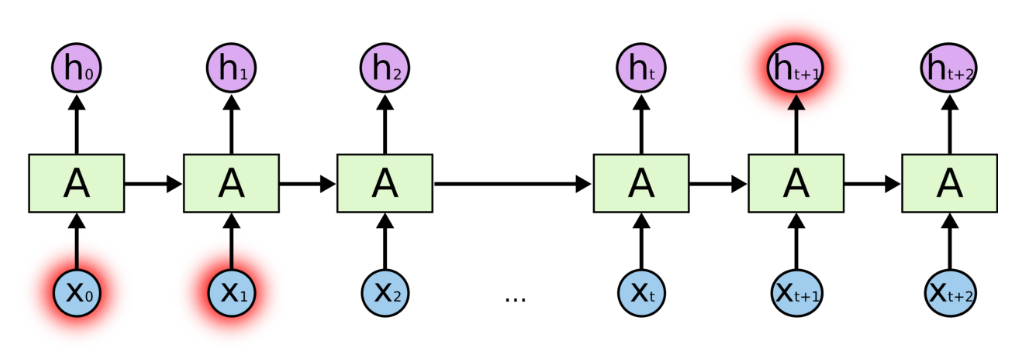 h₀ h₁ h₂ hₜ hₜ₊₁ hₜ₊₂
A A A A A A
x₀ x₁ x₂ ... xₜ xₜ₊₁ xₜ₊₂